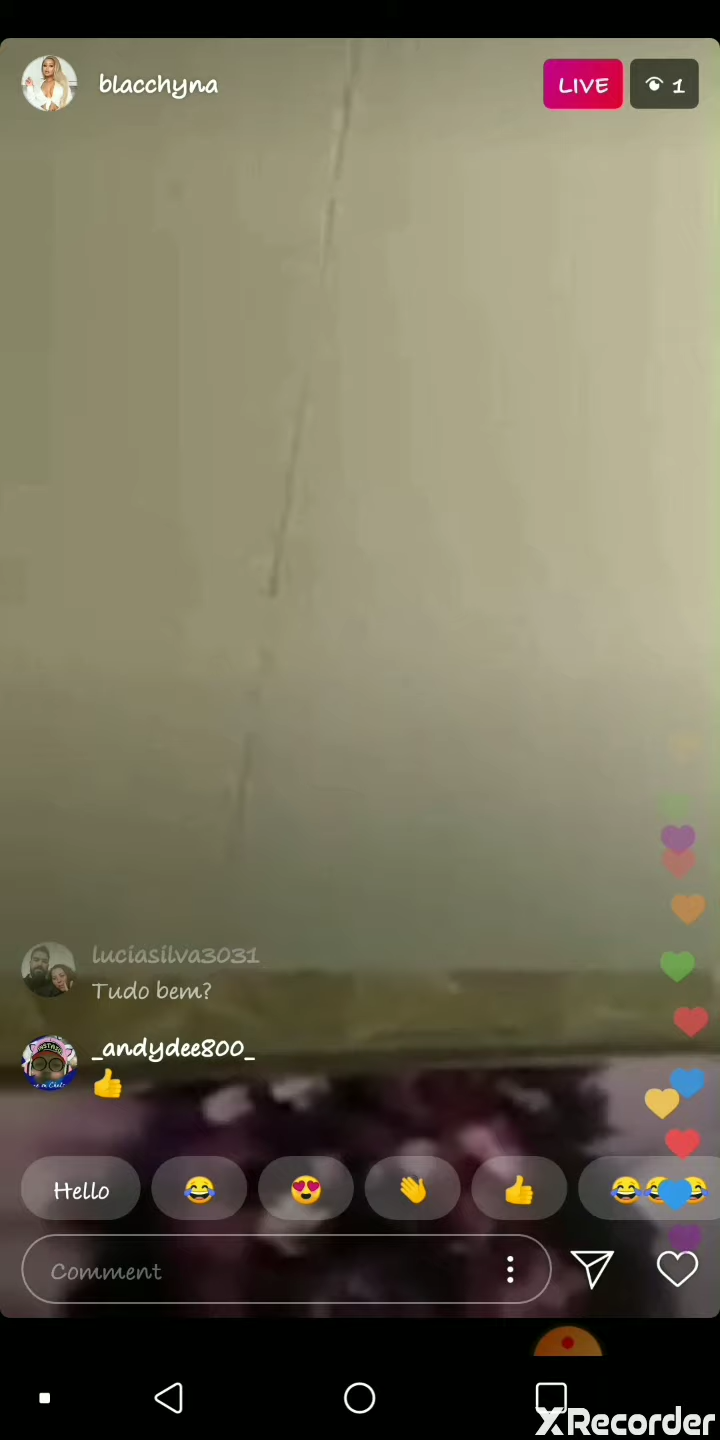 blacchyna
LIVE
1
luciasilva3031
Tudo bem?
_andydee800_
Hello
Comment
XRecorder